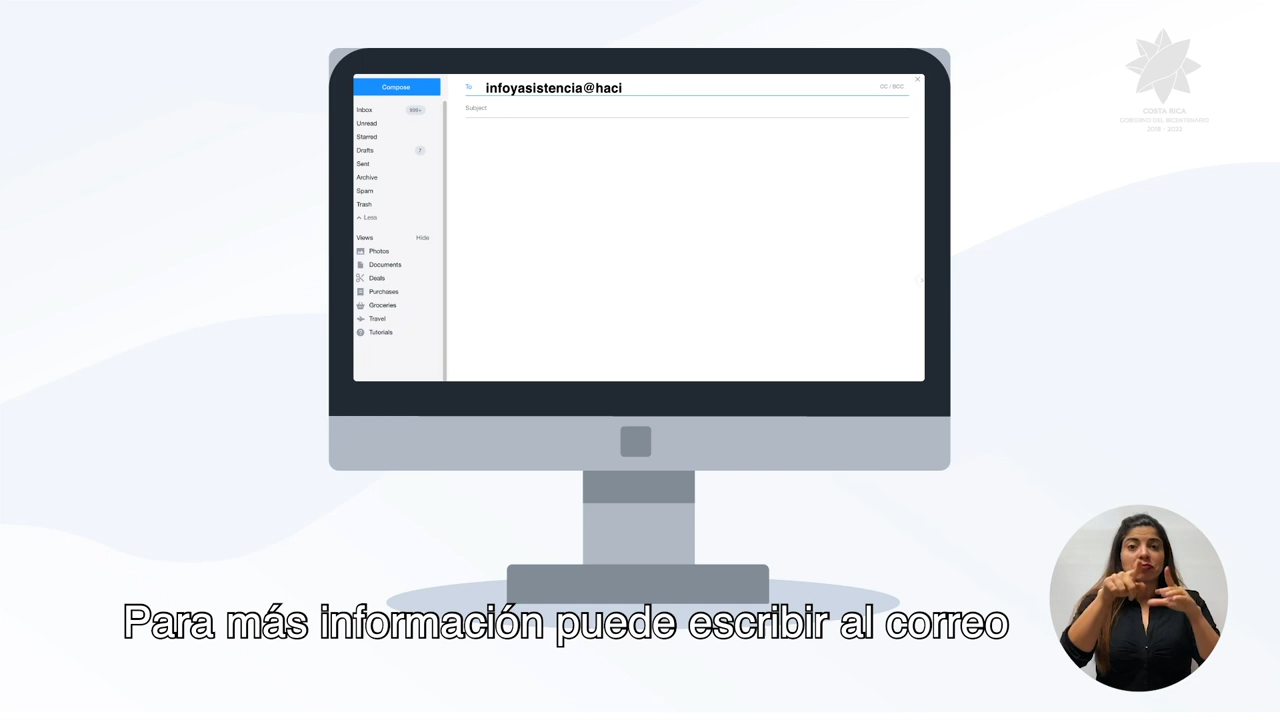 COSTA RICA
GOBIERNO DEL BICENTENARIO
2018 - 2022
Compose
To infoyasistencia@haci CC / BCC
Subject
Inbox 999+
Unread
Starred
Drafts 7
Sent
Archive
Spam
Trash
Less
Views Hide
Photos
Documents
Deals
Purchases
Groceries
Travel
Tutorials
Para más información puede escribir al correo